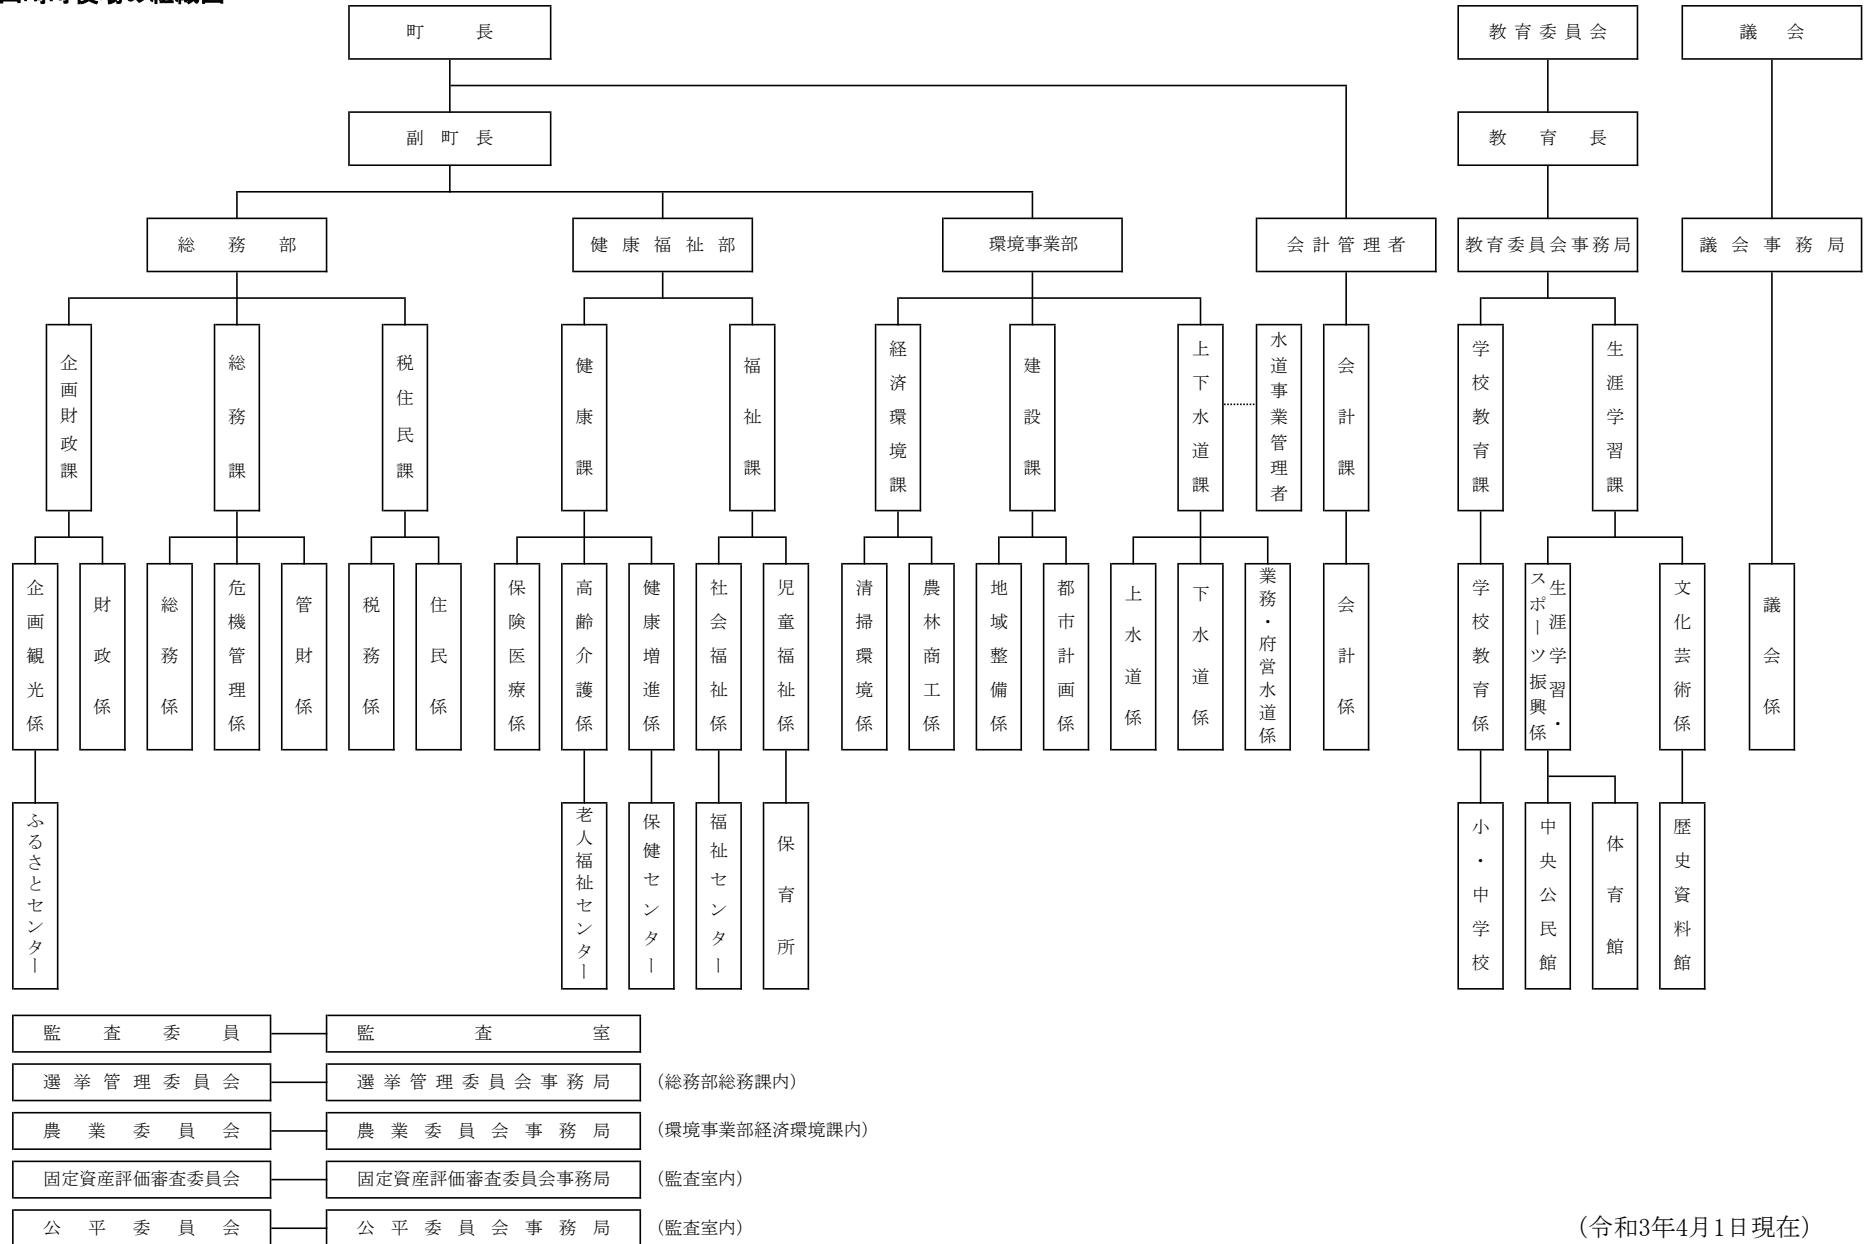 町長
教育委員会
議会
副町長
教育長
総務部
健康福祉部
環境事業部
会計管理者
教育委員会事務局
議会事務局
企画財政課
総務課
税住民課
健康課
福祉課
経済環境課
建設課
上下水道課
水道事業管理者
会計課
学校教育課
生涯学習課
企画観光係
財政係
総務係
危機管理係
管財係
税務係
住民係
保険医療係
高齢介護係
健康増進係
社会福祉係
児童福祉係
清掃環境係
農林商工係
地域整備係
都市計画係
上水道係
下水道係
業務・府営水道係
会計係
学校教育係
生涯学習・
スポーツ振興係
文化芸術係
議会係
ふるさとセンター
老人福祉センター
保健センター
福祉センター
保育所
小・中学校
中央公民館
体育館
歴史資料館
監査委員 監査室
選挙管理委員会 選挙管理委員会事務局 (総務部総務課内)
農業委員会 農業委員会事務局 (環境事業部経済環境課内)
固定資産評価審査委員会 固定資産評価審査委員会事務局 (監査室内)
公平委員会 公平委員会事務局 (監査室内)
(令和3年4月1日現在)